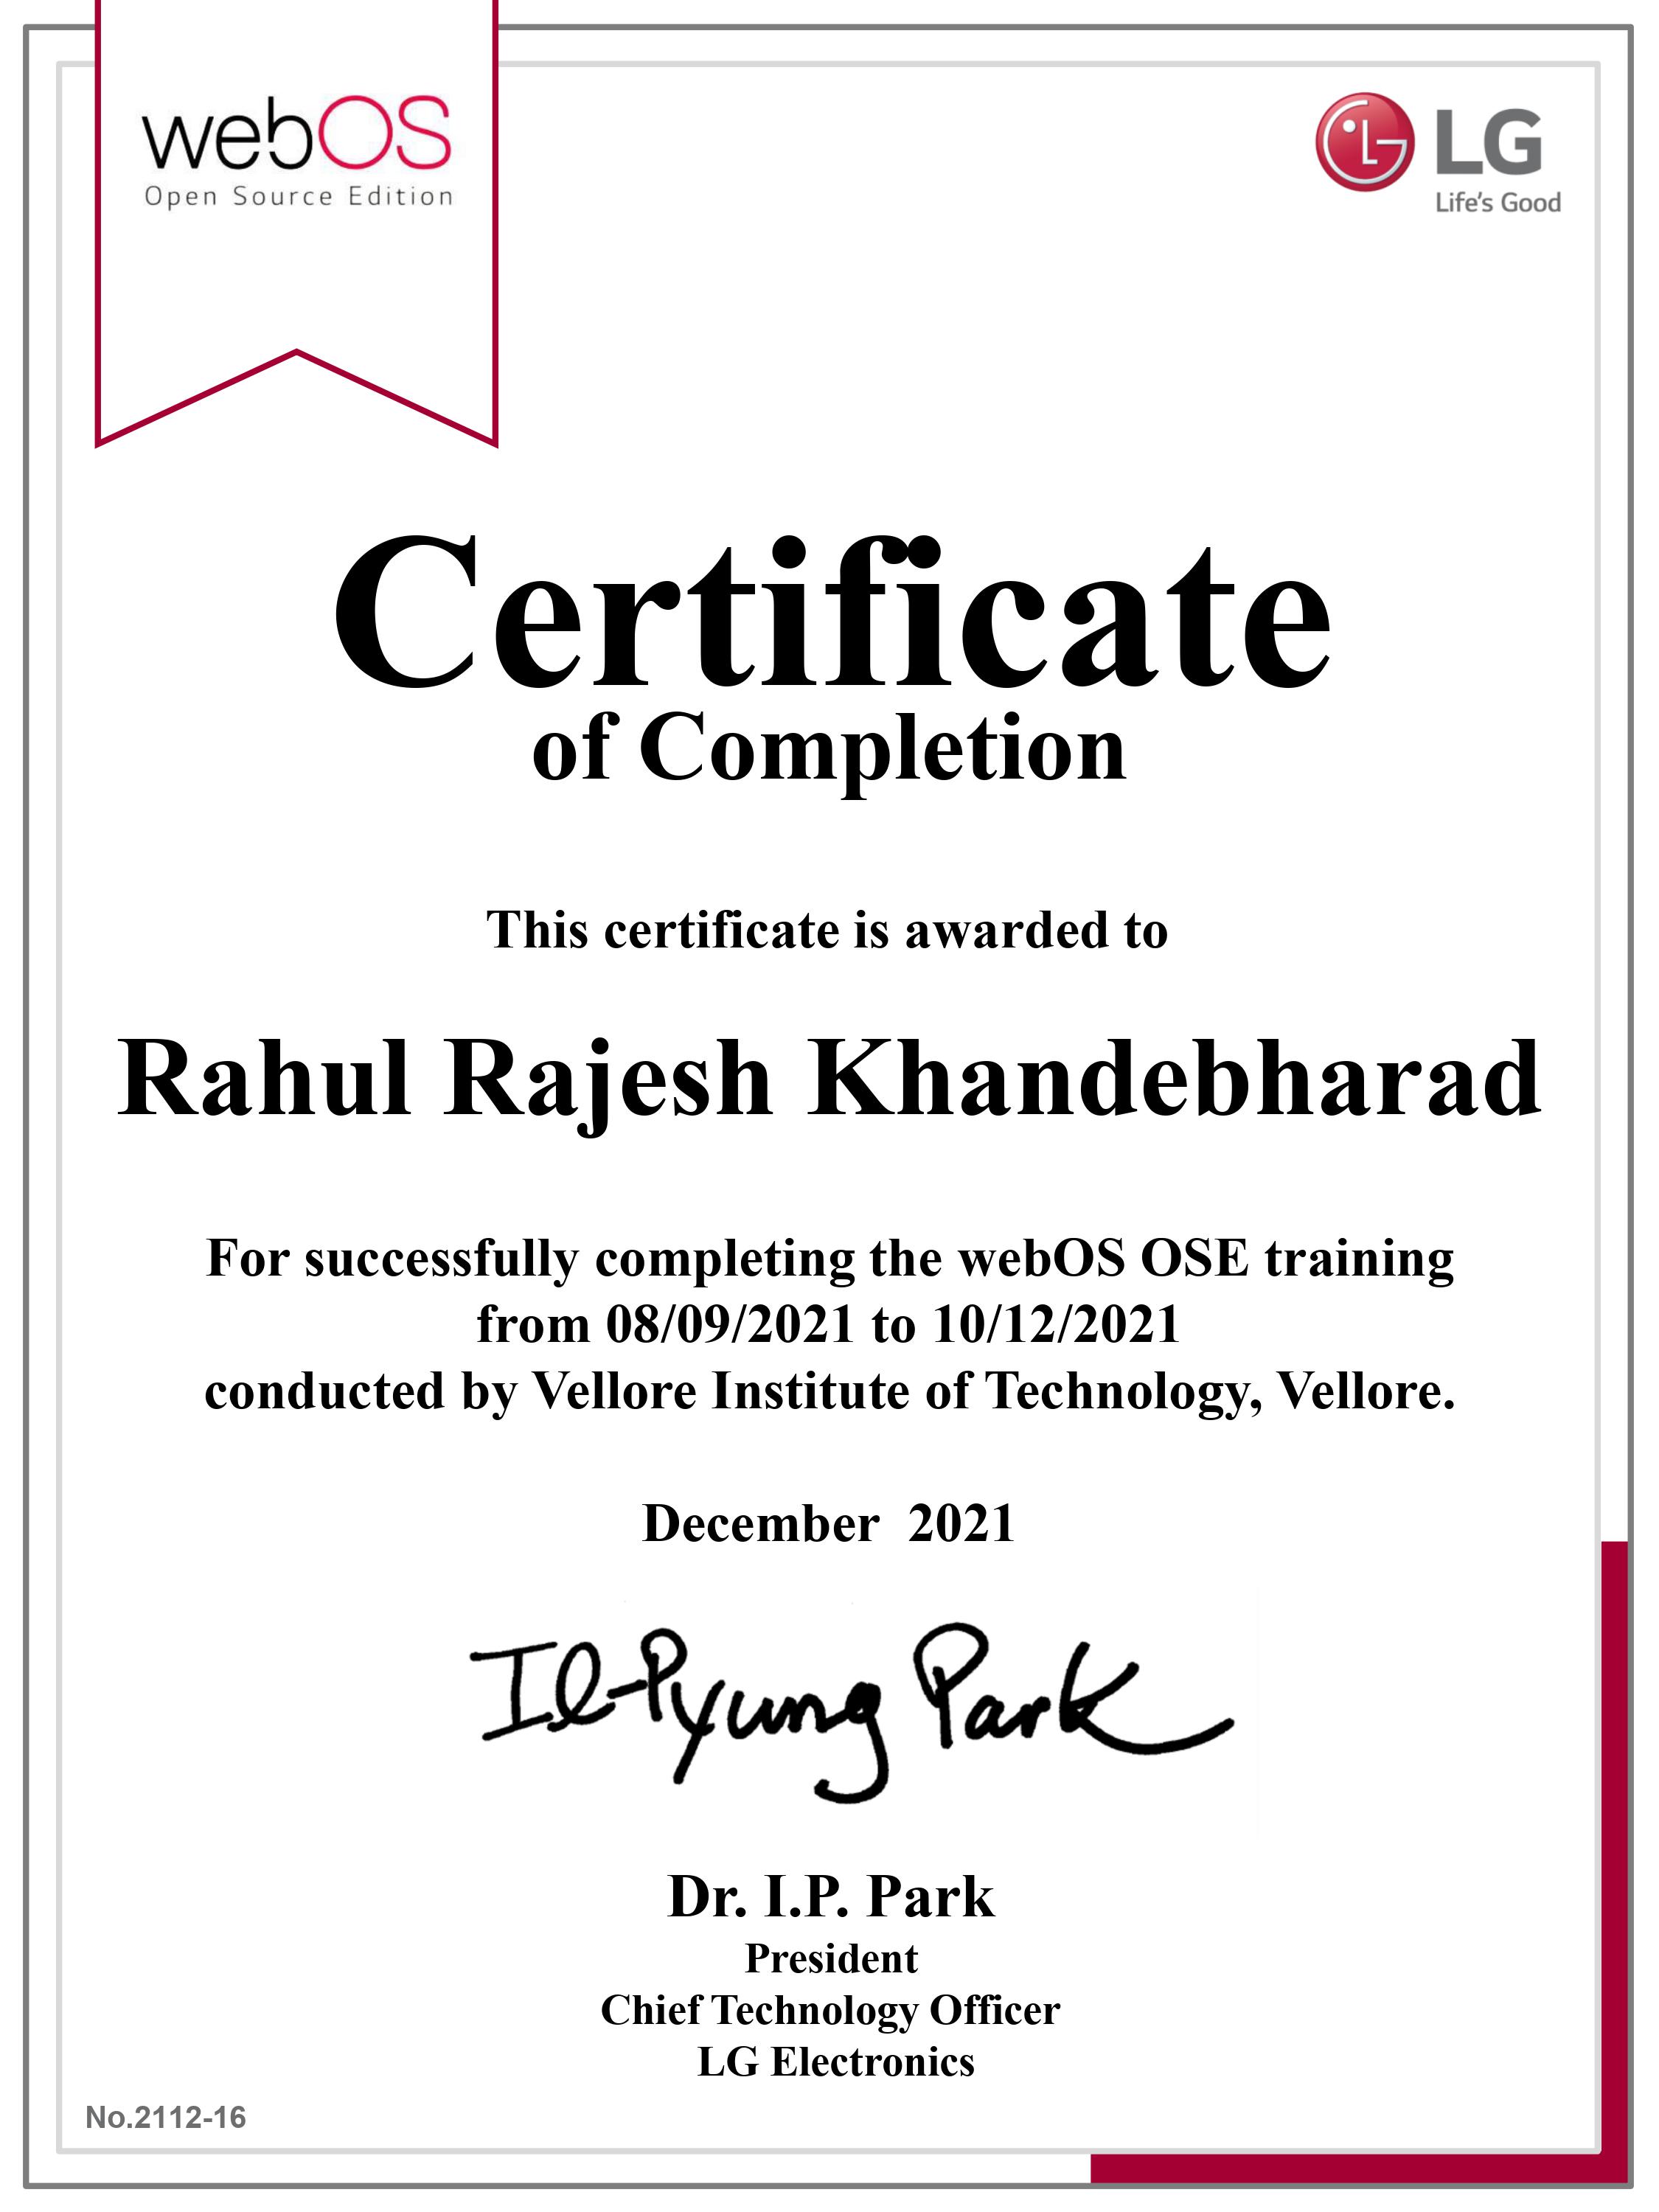 webOS
Open Source Edition
LG
Life's Good
Certificate
of Completion
This certificate is awarded to
Rahul Rajesh Khandebharad
For successfully completing the webOS OSE training
from 08/09/2021 to 10/12/2021
conducted by Vellore Institute of Technology, Vellore.
December 2021
Il-Pyung Park
Dr. I.P. Park
President
Chief Technology Officer
LG Electronics
No.2112-16